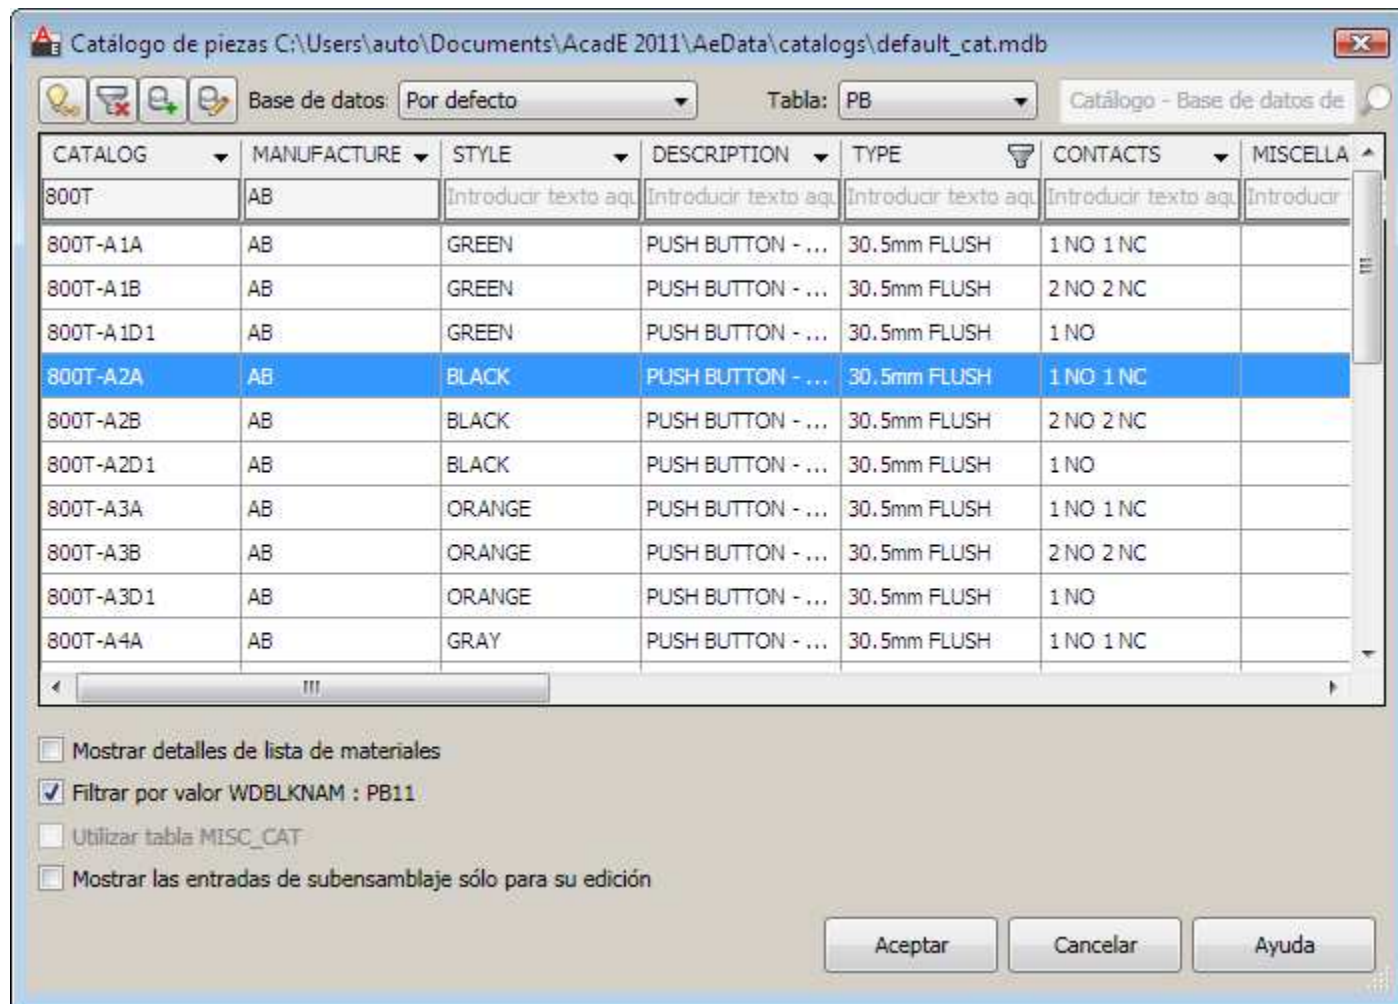 Catálogo de piezas C:\Users\auto\Documents\AcadE 2011\AeData\catalogs\default_cat.mdb
Base de datos: Por defecto Tabla: PB Catálogo - Base de datos de
CATALOG MANUFACTURE STYLE DESCRIPTION TYPE CONTACTS MISCELLA
800T AB Introducir texto aqu Introducir texto aqu Introducir texto aqu Introducir texto aqu Introducir
800T-A1A AB GREEN PUSH BUTTON - ... 30.5mm FLUSH 1 NO 1 NC
800T-A1B AB GREEN PUSH BUTTON - ... 30.5mm FLUSH 2 NO 2 NC
800T-A1D1 AB GREEN PUSH BUTTON - ... 30.5mm FLUSH 1 NO
800T-A2A AB BLACK PUSH BUTTON - ... 30.5mm FLUSH 1 NO 1 NC
800T-A2B AB BLACK PUSH BUTTON - ... 30.5mm FLUSH 2 NO 2 NC
800T-A2D1 AB BLACK PUSH BUTTON - ... 30.5mm FLUSH 1 NO
800T-A3A AB ORANGE PUSH BUTTON - ... 30.5mm FLUSH 1 NO 1 NC
800T-A3B AB ORANGE PUSH BUTTON - ... 30.5mm FLUSH 2 NO 2 NC
800T-A3D1 AB ORANGE PUSH BUTTON - ... 30.5mm FLUSH 1 NO
800T-A4A AB GRAY PUSH BUTTON - ... 30.5mm FLUSH 1 NO 1 NC
Mostrar detalles de lista de materiales
Filtrar por valor WDBLKNAM : PB11
Utilizar tabla MISC_CAT
Mostrar las entradas de subensamblaje sólo para su edición
Aceptar Cancelar Ayuda